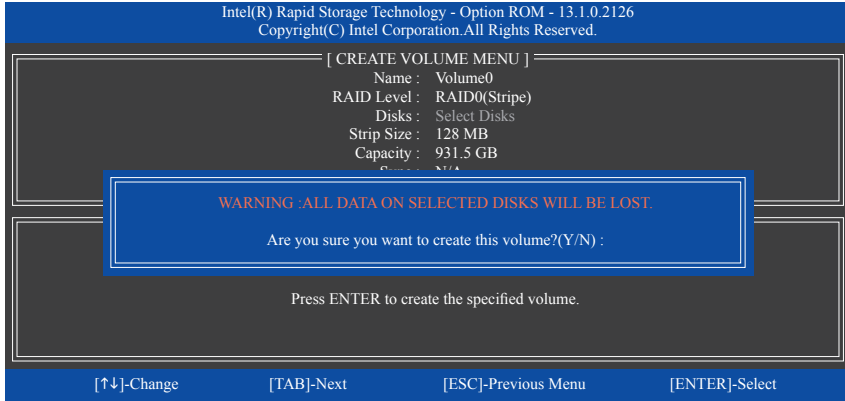 Intel(R) Rapid Storage Technology - Option ROM - 13.1.0.2126
Copyright(C) Intel Corporation.All Rights Reserved.
[ CREATE VOLUME MENU ]
Name : Volume0
RAID Level : RAID0(Stripe)
Disks : Select Disks
Strip Size : 128 MB
Capacity : 931.5 GB
N/A
WARNING :ALL DATA ON SELECTED DISKS WILL BE LOST.
Are you sure you want to create this volume?(Y/N) :
Press ENTER to create the specified volume.
[↑↓]-Change [TAB]-Next [ESC]-Previous Menu [ENTER]-Select